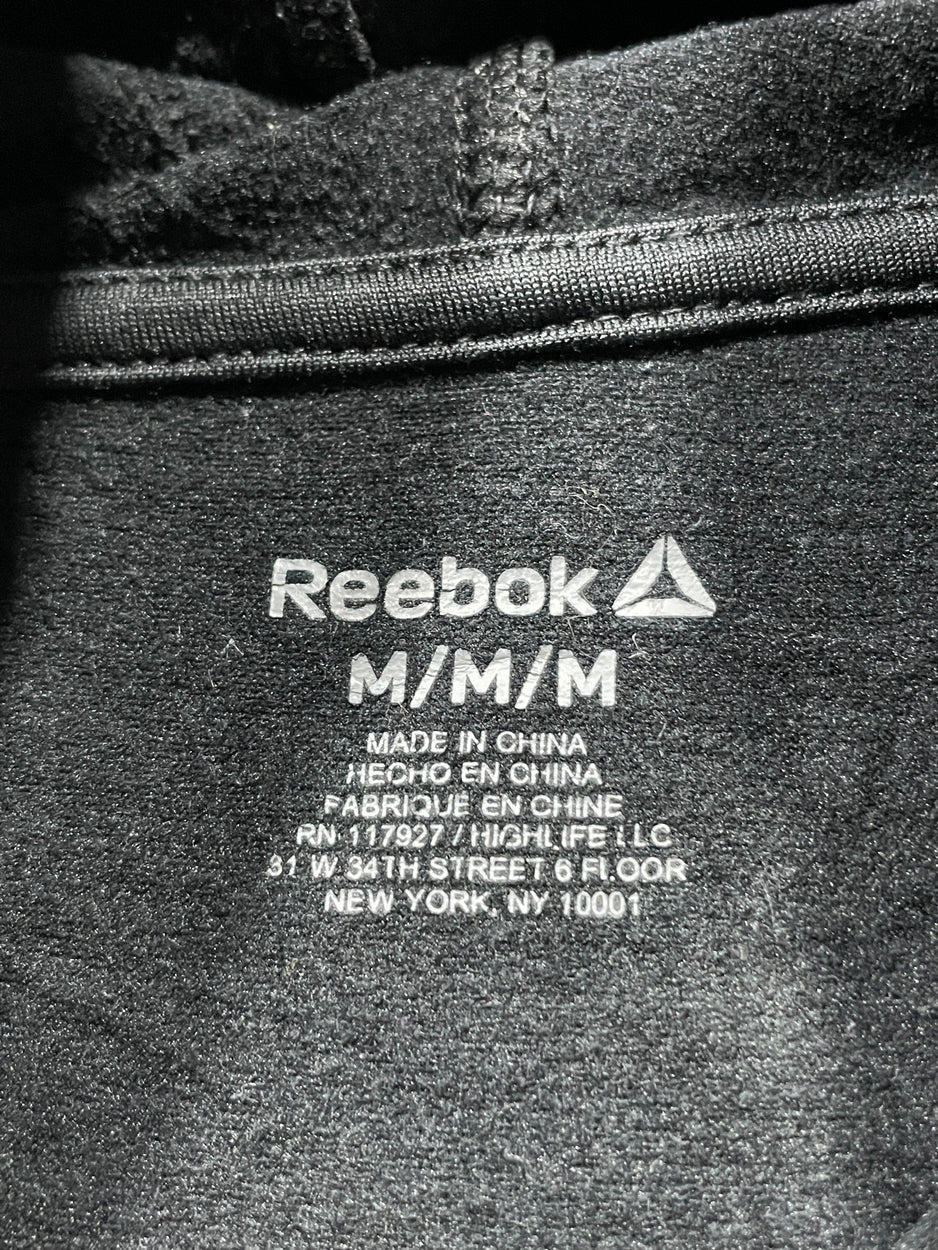 Reebok
M/M/M
MADE IN CHINA
HECHO EN CHINA
FABRIQUE EN CHINE
RN 117927 / HIGHLIFE LLC
31 W 34TH STREET 6 FLOOR
NEW YORK, NY 10001